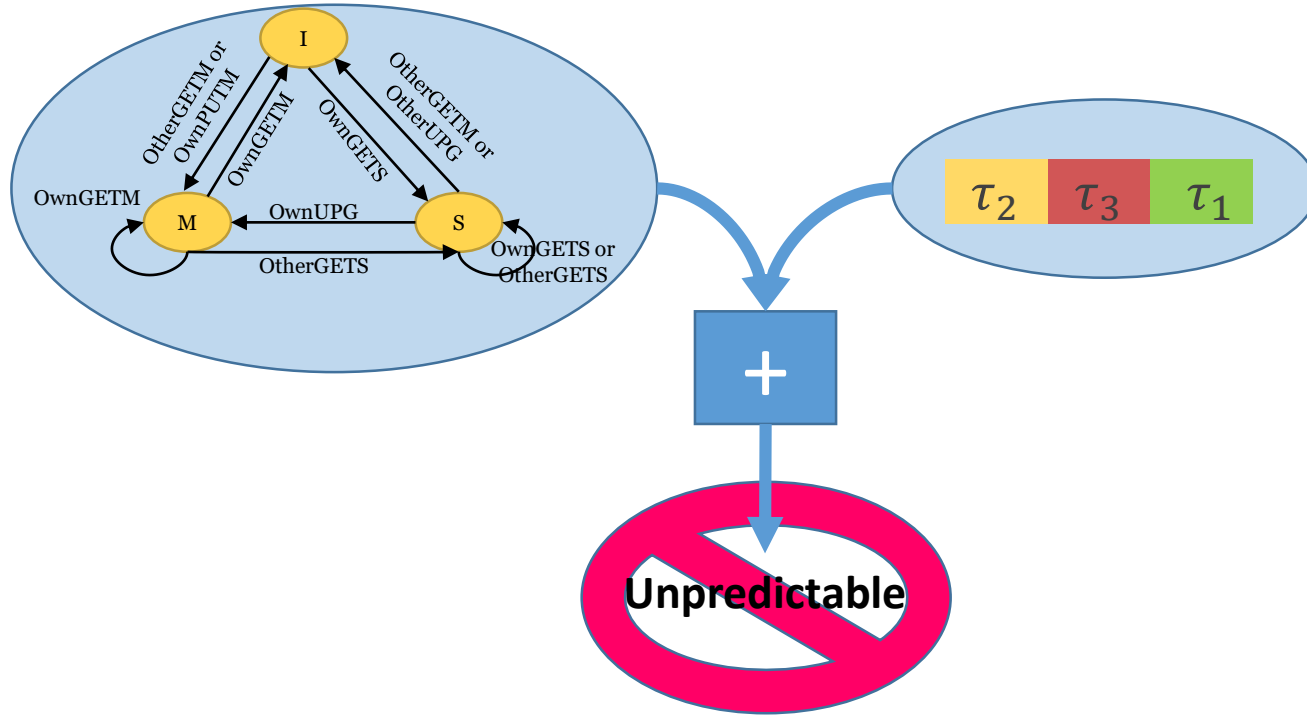 I
OtherGETM or
OwnPUTM
OwnGETM
OwnGETS
OtherGETM or
OtherUPG
OwnGETM
M
OwnUPG
S
OtherGETS
OwnGETS or
OtherGETS
τ2 τ3 τ1
+
Unpredictable